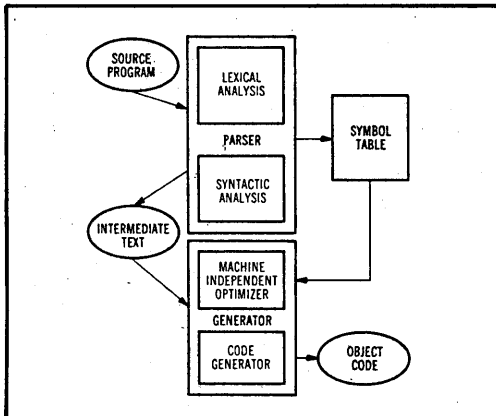 SOURCE
PROGRAM
LEXICAL
ANALYSIS
PARSER
SYNTACTIC
ANALYSIS
SYMBOL
TABLE
INTERMEDIATE
TEXT
MACHINE
INDEPENDENT
OPTIMIZER
GENERATOR
CODE
GENERATOR
OBJECT
CODE